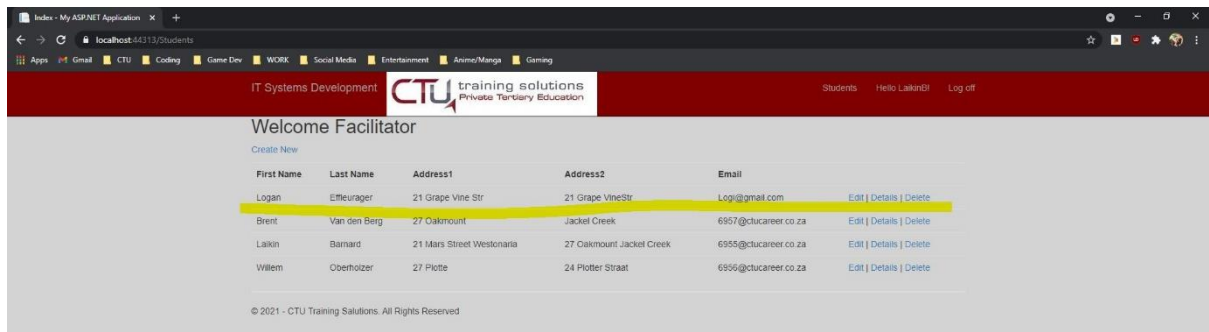 Index - My ASP.NET Application
localhost:44313/Students
Apps Gmail CTU Coding Game Dev WORK Social Media Entertainment Anime/Manga Gaming
IT Systems Development CTU training solutions Students Hello LaikinB! Log off
Private Tertiary Education
Welcome Facilitator
Create New
First Name Last Name Address1 Address2 Email
Logan Effleurager 21 Grape Vine Str 21 Grape VineStr Logi@gmail.com Edit | Details | Delete
Brent Van den Berg 27 Oakmount Jackel Creek 6957@ctucareer.co.za Edit | Details | Delete
Laikin Barnard 21 Mars Street Westonaria 27 Oakmount Jackel Creek 6955@ctucareer.co.za Edit | Details | Delete
Willem Oberholzer 27 Plotte 24 Plotter Straat 6956@ctucareer.co.za Edit | Details | Delete
© 2021 - CTU Training Salutions. All Rights Reserved